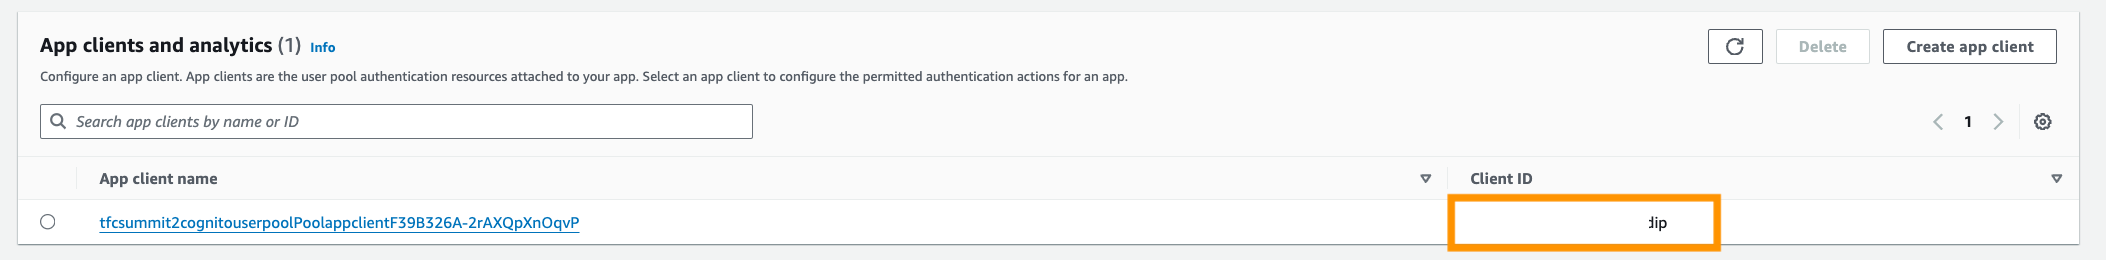 App clients and analytics (1) Info
Delete
Create app client
Configure an app client. App clients are the user pool authentication resources attached to your app. Select an app client to configure the permitted authentication actions for an app.
Search app clients by name or ID
1
App client name
Client ID
tfcsummit2cognitouserpoolPoolappclientF39B326A-2rAXQpXnOqvP
dip